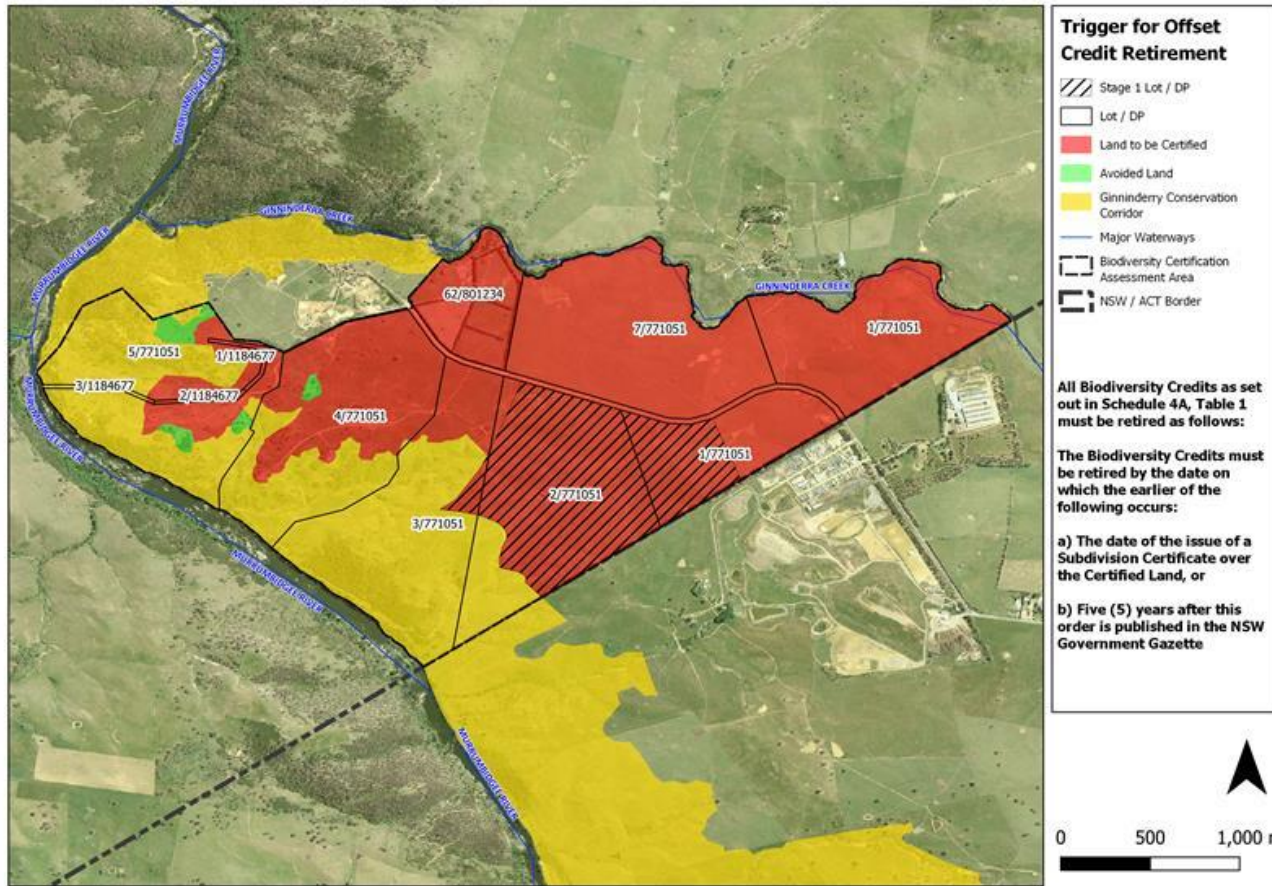 MURRUMBIDGEE RIVER
MURRUMBIDGEE RIVER
GINNINDERRA CREEK
GINNINDERRA CREEK
62/801234
7/771051
1/771051
5/771051
1/1184677
3/1184677
2/1184677
4/771051
1/771051
2/771051
3/771051
MURRUMBIDGEE RIVER
MURRUMBIDGEE RIVER
MURRUMBIDGEE RIVER
Trigger for Offset
Credit Retirement
Stage 1 Lot / DP
Lot / DP
Land to be Certified
Avoided Land
Ginninderry Conservation
Corridor
Major Waterways
Biodiversity Certification
Assessment Area
NSW / ACT Border
All Biodiversity Credits as set
out in Schedule 4A, Table 1
must be retired as follows:
The Biodiversity Credits must
be retired by the date on
which the earlier of the
following occurs:
a) The date of the issue of a
Subdivision Certificate over
the Certified Land, or
b) Five (5) years after this
order is published in the NSW
Government Gazette
0 500 1,000 m